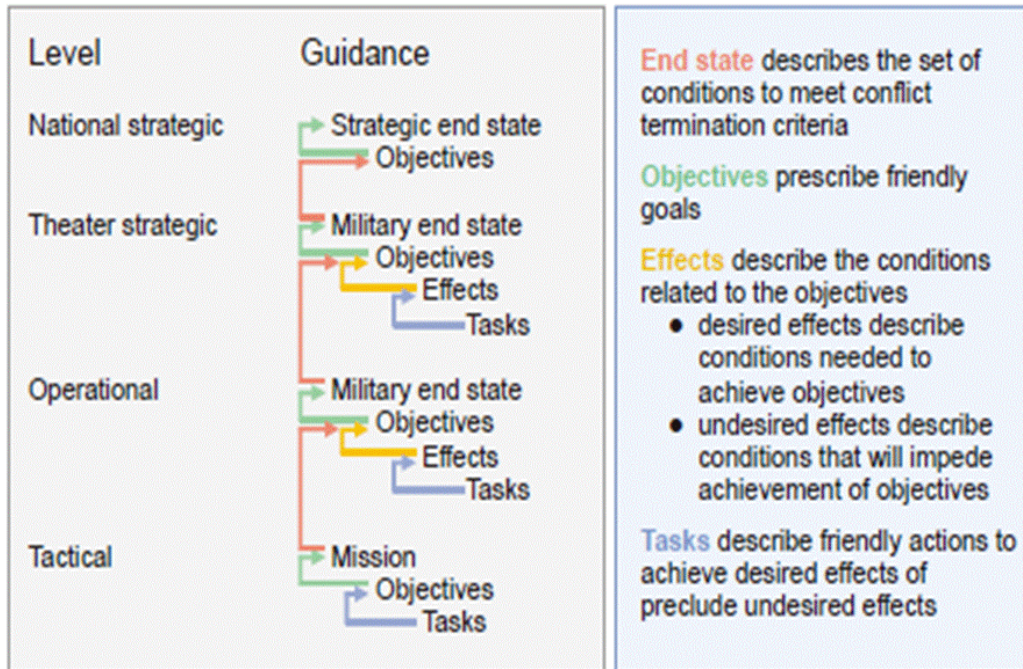 Level Guidance
National strategic Strategic end state
Objectives
Theater strategic Military end state
Objectives
Effects
Tasks
Operational Military end state
Objectives
Effects
Tasks
Tactical Mission
Objectives
Tasks
End state describes the set of
conditions to meet conflict
termination criteria
Objectives prescribe friendly
goals
Effects describe the conditions
related to the objectives
● desired effects describe
conditions needed to
achieve objectives
● undesired effects describe
conditions that will impede
achievement of objectives
Tasks describe friendly actions to
achieve desired effects of
preclude undesired effects